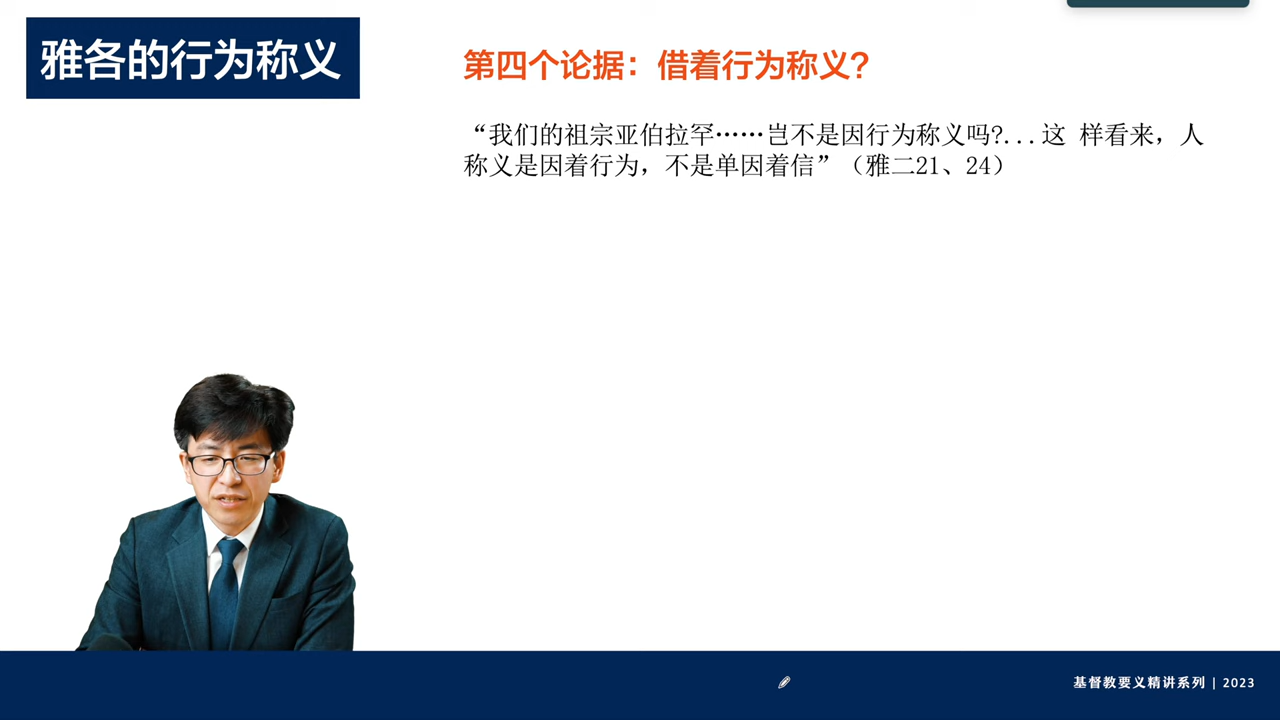 雅各的行为称义
第四个论据：借着行为称义？
“我们的祖宗亚伯拉罕……岂不是因行为称义吗?...这 样看来，人
称义是因着行为，不是单因着信”（雅二21、24）
基督教要义精讲系列 | 2023